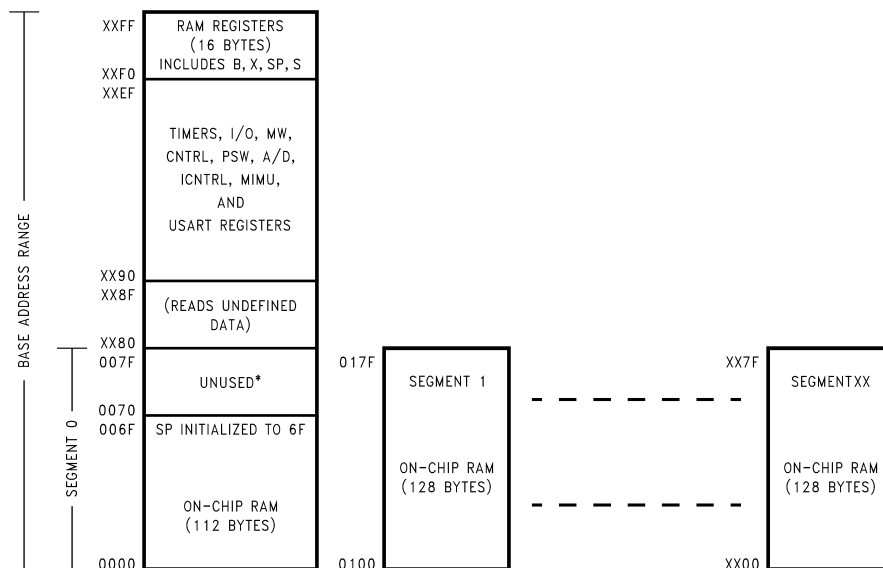 BASE ADDRESS RANGE
SEGMENT 0
XXFF
XXF0
XXEF
XX90
XX8F
XX80
007F
0070
006F
0000
RAM REGISTERS
(16 BYTES)
INCLUDES B, X, SP, S
TIMERS, I/O, MW,
CNTRL, PSW, A/D,
ICNTRL, MIMU,
AND
USART REGISTERS
(READS UNDEFINED
DATA)
UNUSED*
SP INITIALIZED TO 6F
ON-CHIP RAM
(112 BYTES)
017F
0100
SEGMENT 1
ON-CHIP RAM
(128 BYTES)
XX7F
XX00
SEGMENTXX
ON-CHIP RAM
(128 BYTES)